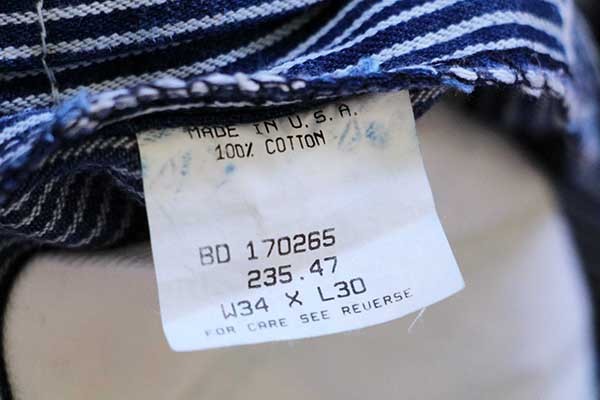 MADE IN U.S.A.
100% COTTON
BD 170265
235.47
W34 X L30
FOR CARE SEE REVERSE